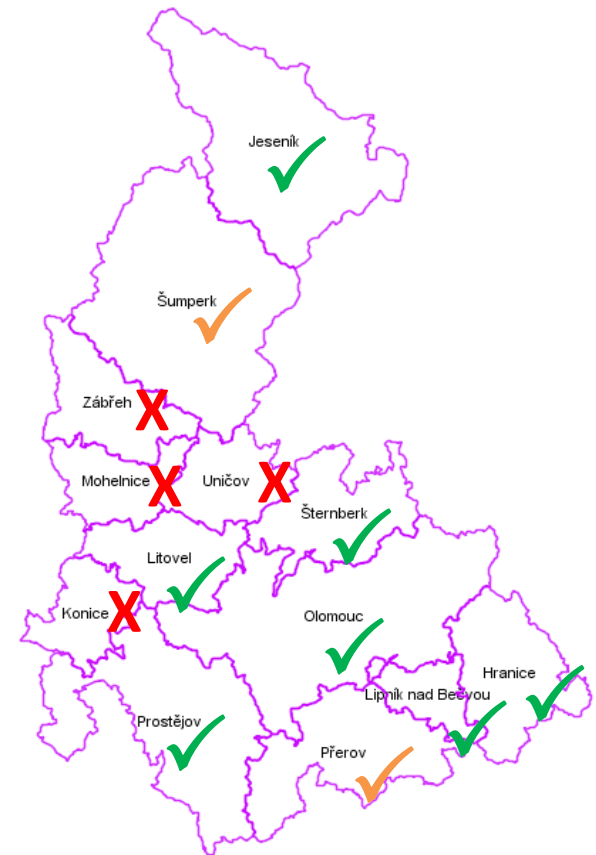 Jeseník
Šumperk
Zábřeh
Mohelnice
Uničov
Šternberk
Litovel
Konice
Olomouc
Hranice
Lipník nad Bečvou
Prostějov
Přerov